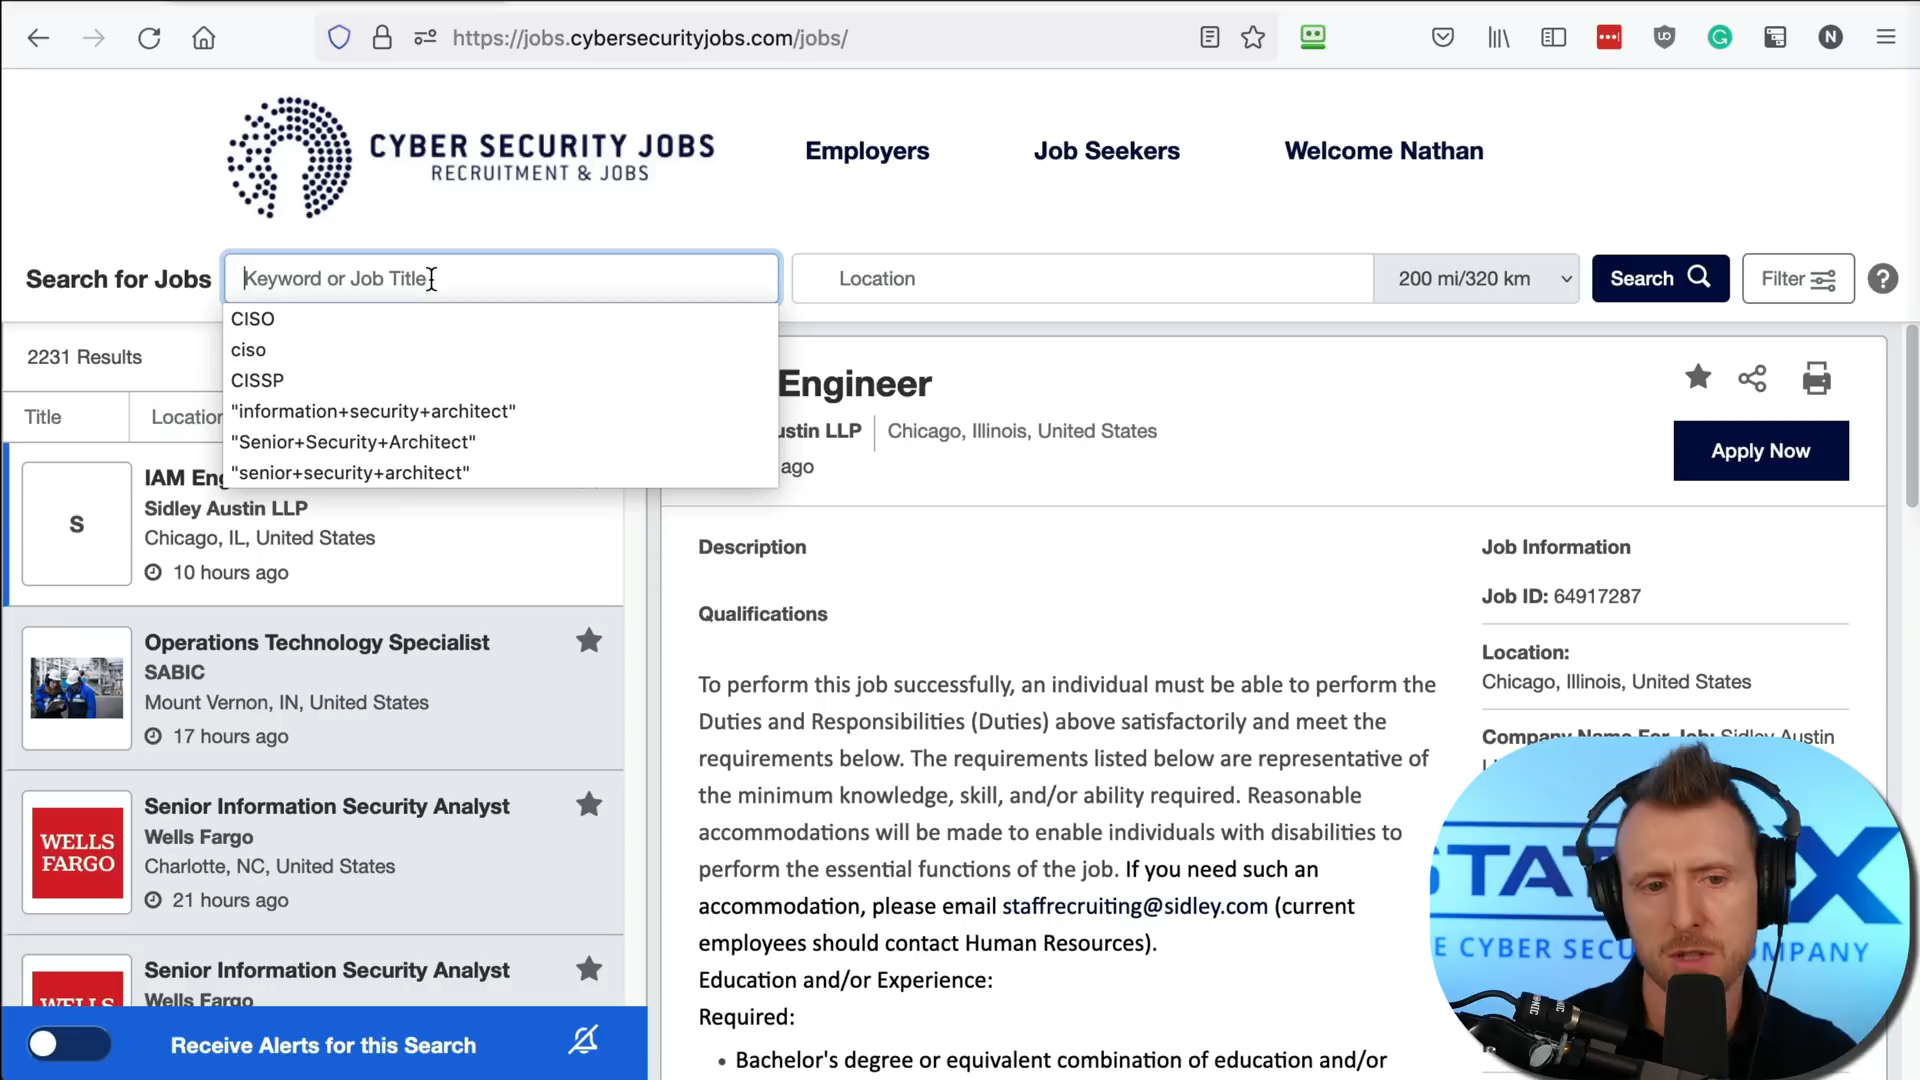 https://jobs.cybersecurityjobs.com/jobs/
N
CYBER SECURITY JOBS
RECRUITMENT & JOBS
Employers
Job Seekers
Welcome Nathan
Search for Jobs
Keyword or Job Title
Location
200 mi/320 km
Search
Filter
?
CISO
ciso
CISSP
"information+security+architect"
"Senior+Security+Architect"
"senior+security+architect"
2231 Results
Title
Location
S
IAM Eng
Sidley Austin LLP
Chicago, IL, United States
10 hours ago
Operations Technology Specialist
SABIC
Mount Vernon, IN, United States
17 hours ago
WELLS
FARGO
Senior Information Security Analyst
Wells Fargo
Charlotte, NC, United States
21 hours ago
WELLS
Senior Information Security Analyst
Wells Fargo
Receive Alerts for this Search
Engineer
ustin LLP
Chicago, Illinois, United States
ago
Apply Now
Description
Qualifications
To perform this job successfully, an individual must be able to perform the
Duties and Responsibilities (Duties) above satisfactorily and meet the
requirements below. The requirements listed below are representative of
the minimum knowledge, skill, and/or ability required. Reasonable
accommodations will be made to enable individuals with disabilities to
perform the essential functions of the job. If you need such an
accommodation, please email staffrecruiting@sidley.com (current
employees should contact Human Resources).
Education and/or Experience:
Required:
• Bachelor's degree or equivalent combination of education and/or
Job Information
Job ID: 64917287
Location:
Chicago, Illinois, United States
Company Name For Job: Sidley Austin
STAT X
E CYBER SECU COMPANY